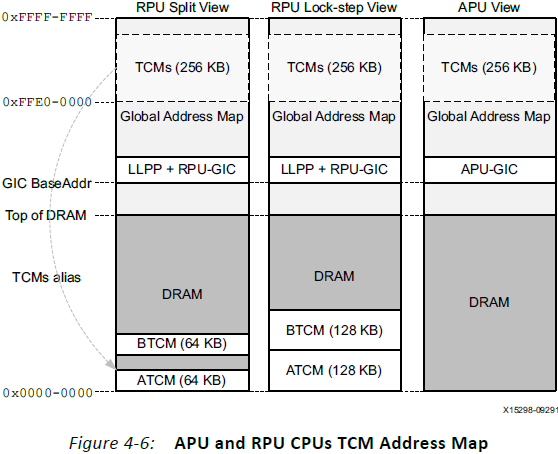 RPU Split View
RPU Lock-step View
APU View
0xFFFF-FFFF
TCMs (256 KB)
TCMs (256 KB)
TCMs (256 KB)
0xFFE0-0000
Global Address Map
Global Address Map
Global Address Map
LLPP + RPU-GIC
LLPP + RPU-GIC
APU-GIC
GIC BaseAddr
Top of DRAM
TCMs alias
DRAM
DRAM
DRAM
BTCM (64 KB)
BTCM (128 KB)
ATCM (64 KB)
ATCM (128 KB)
0x0000-0000
X15298-09291
Figure 4-6: APU and RPU CPUs TCM Address Map